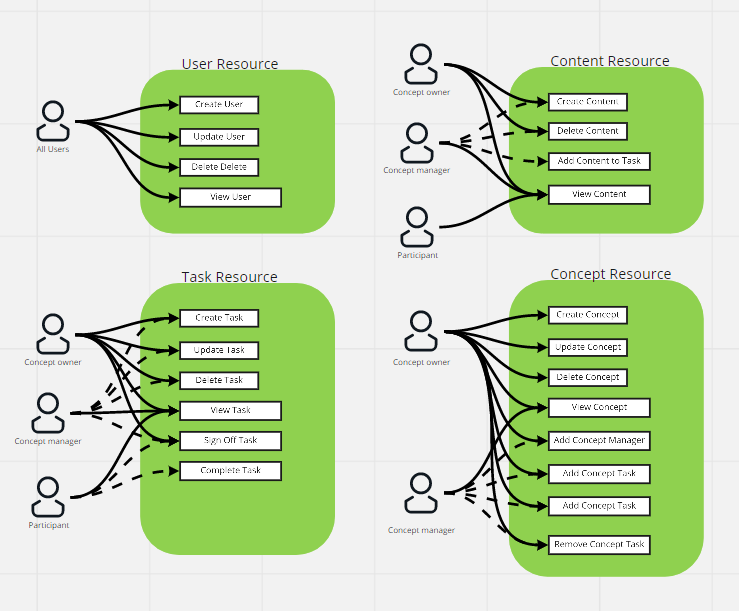 User Resource
All Users
Create User
Update User
Delete Delete
View User
Content Resource
Concept owner
Concept manager
Participant
Create Content
Delete Content
Add Content to Task
View Content
Task Resource
Concept owner
Concept manager
Participant
Create Task
Update Task
Delete Task
View Task
Sign Off Task
Complete Task
Concept Resource
Concept owner
Concept manager
Create Concept
Update Concept
Delete Concept
View Concept
Add Concept Manager
Add Concept Task
Add Concept Task
Remove Concept Task